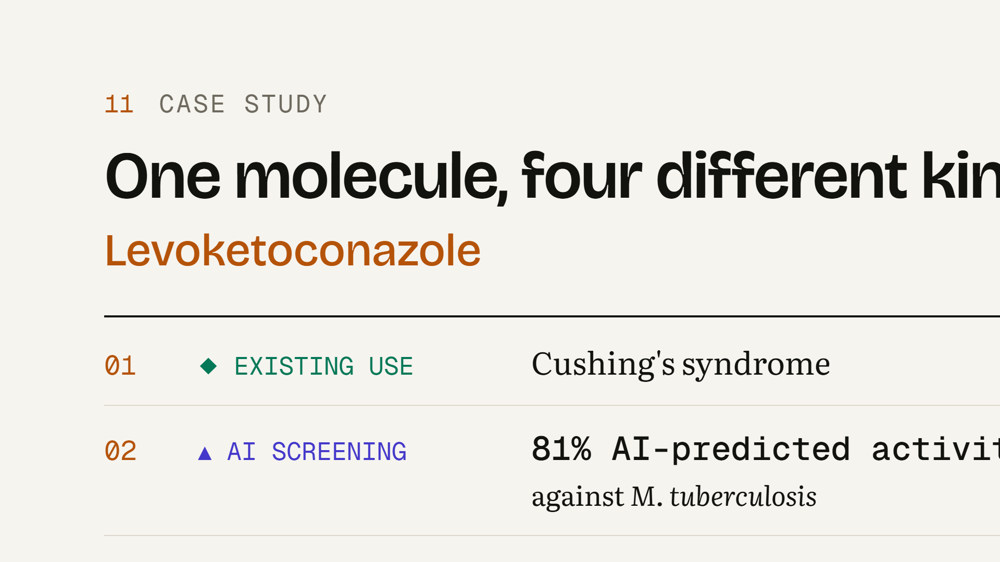 11 CASE STUDY
One molecule, four different kin
Levoketoconazole
01 ◆ EXISTING USE Cushing's syndrome
02 ▲ AI SCREENING 81% AI-predicted activit
against M. tuberculosis